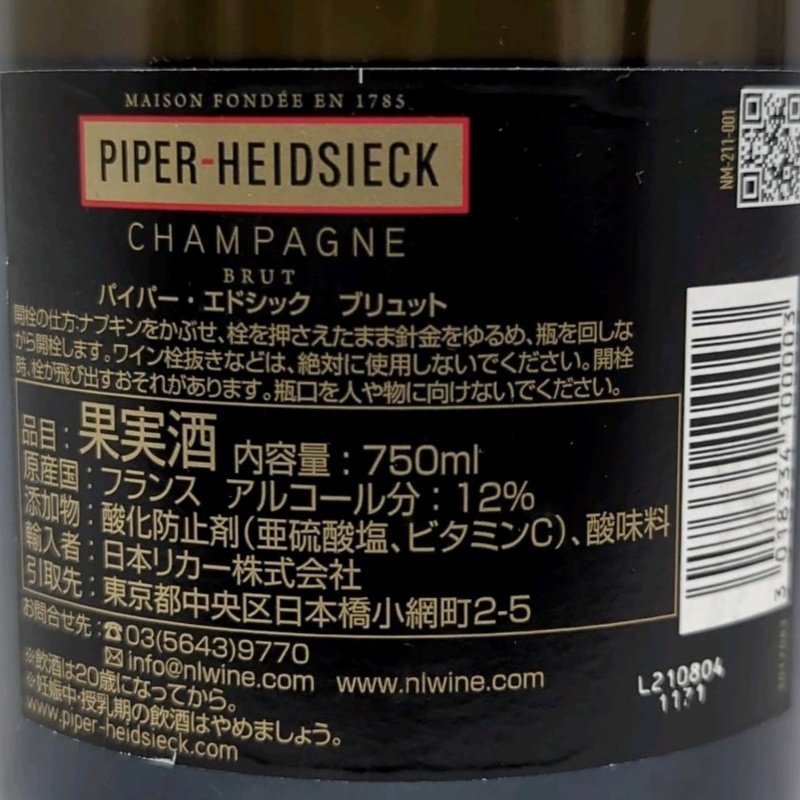 MAISON FONDÉE EN 1785
PIPER-HEIDSIECK
CHAMPAGNE
BRUT
パイパー・エドシック ブリュット
開栓の仕方:ナプキンをかぶせ、栓を押さえたまま針金をゆるめ、瓶を回しな
がら開栓します。ワイン栓抜きなどは、絶対に使用しないでください。開栓
時、栓が飛び出すおそれがあります。瓶口を人や物に向けないでください。
品目:果実酒 内容量:750ml
原産国:フランス アルコール分:12%
添加物:酸化防止剤(亜硫酸塩、ビタミンC)、酸味料
輸入者:日本リカー株式会社
引取先:東京都中央区日本橋小網町2-5
お問合せ先:☎03(5643)9770
✉info@nlwine.com www.nlwine.com
※飲酒は20歳になってから。
※妊娠中・授乳期の飲酒はやめましょう。
www.piper-heidsieck.com
NM-211-001
3 018334 100003
L210804
1171